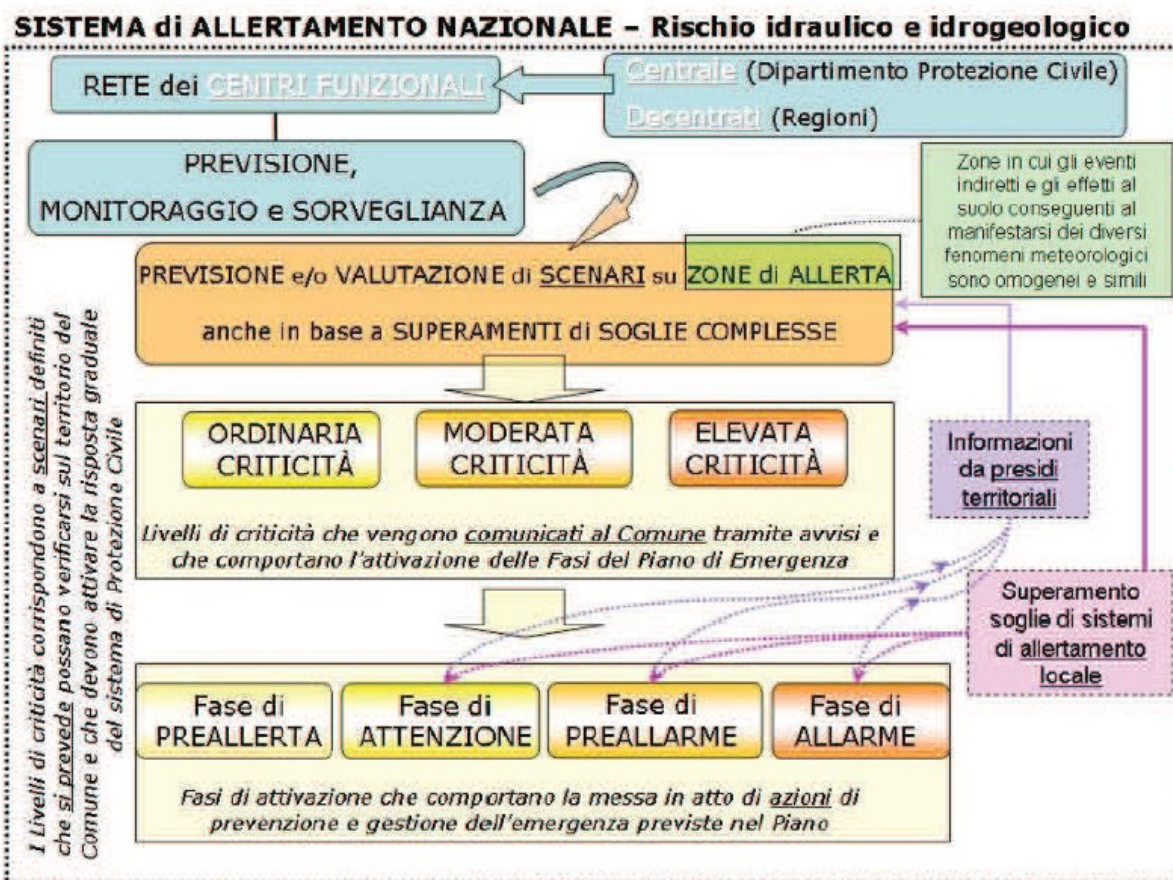 SISTEMA di ALLERTAMENTO NAZIONALE – Rischio idraulico e idrogeologico
RETE dei CENTRI FUNZIONALI
Centrale (Dipartimento Protezione Civile)
Decentrati (Regioni)
PREVISIONE,
MONITORAGGIO e SORVEGLIANZA
Zone in cui gli eventi
indiretti e gli effetti al
suolo conseguenti al
manifestarsi dei diversi
fenomeni meteorologici
sono omogenei e simili
PREVISIONE e/o VALUTAZIONE di SCENARI su ZONE di ALLERTA
anche in base a SUPERAMENTI di SOGLIE COMPLESSE
I Livelli di criticità corrispondono a scenari definiti
che si prevede possano verificarsi sul territorio del
Comune e che devono attivare la risposta graduale
del sistema di Protezione Civile
ORDINARIA
CRITICITÀ
MODERATA
CRITICITÀ
ELEVATA
CRITICITÀ
Livelli di criticità che vengono comunicati al Comune tramite avvisi e
che comportano l'attivazione delle Fasi del Piano di Emergenza
Informazioni
da presidi
territoriali
Superamento
soglie di sistemi
di allertamento
locale
Fase di
PREALLERTA
Fase di
ATTENZIONE
Fase di
PREALLARME
Fase di
ALLARME
Fasi di attivazione che comportano la messa in atto di azioni di
prevenzione e gestione dell'emergenza previste nel Piano